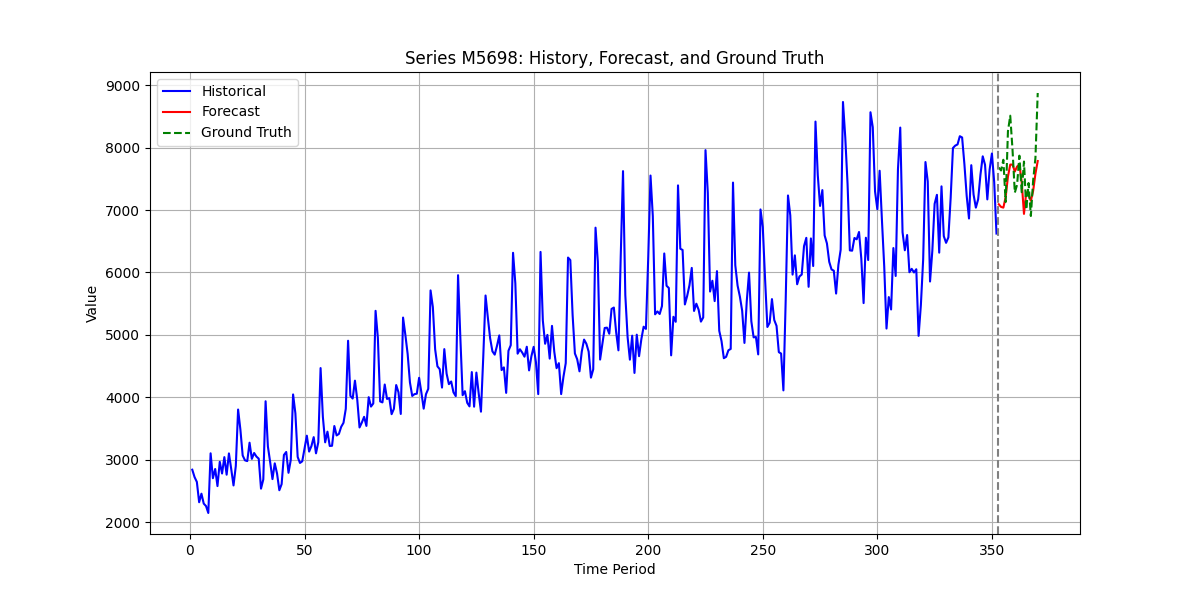 Series M5698: History, Forecast, and Ground Truth
Historical
Forecast
Ground Truth
9000
8000
7000
6000
5000
4000
3000
2000
Value
0 50 100 150 200 250 300 350
Time Period